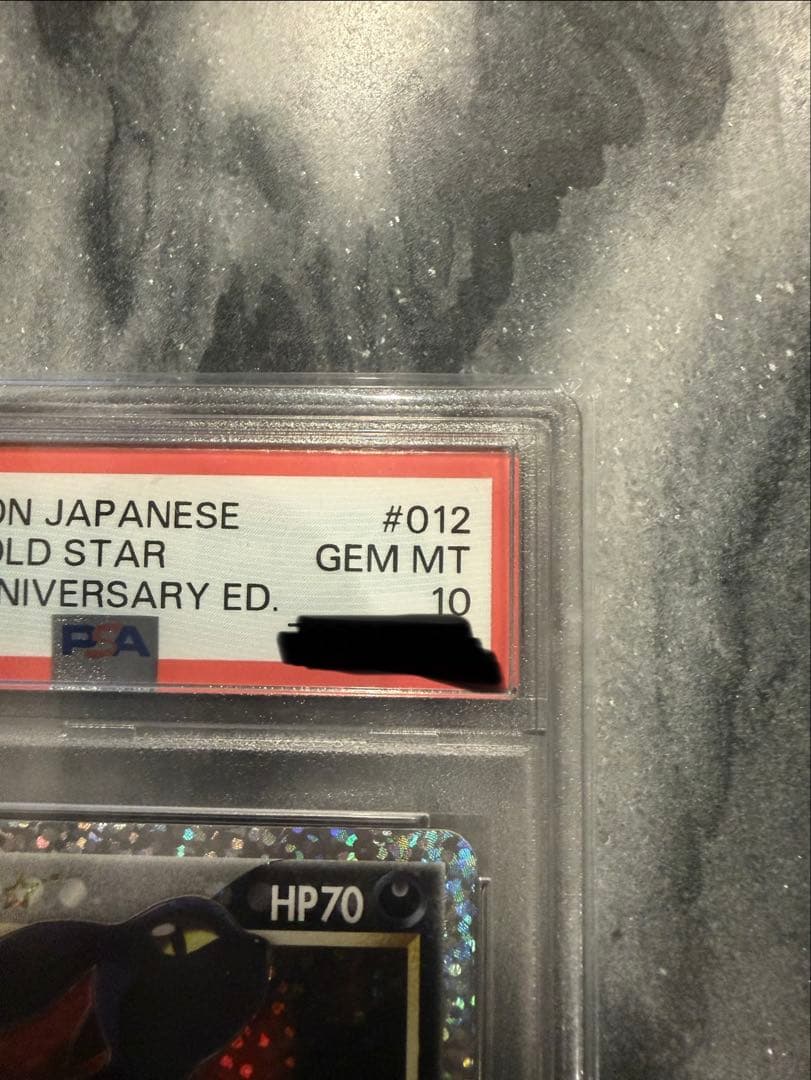 ON JAPANESE #012
OLD STAR GEM MT
NIVERSARY ED. 10
PSA
HP70